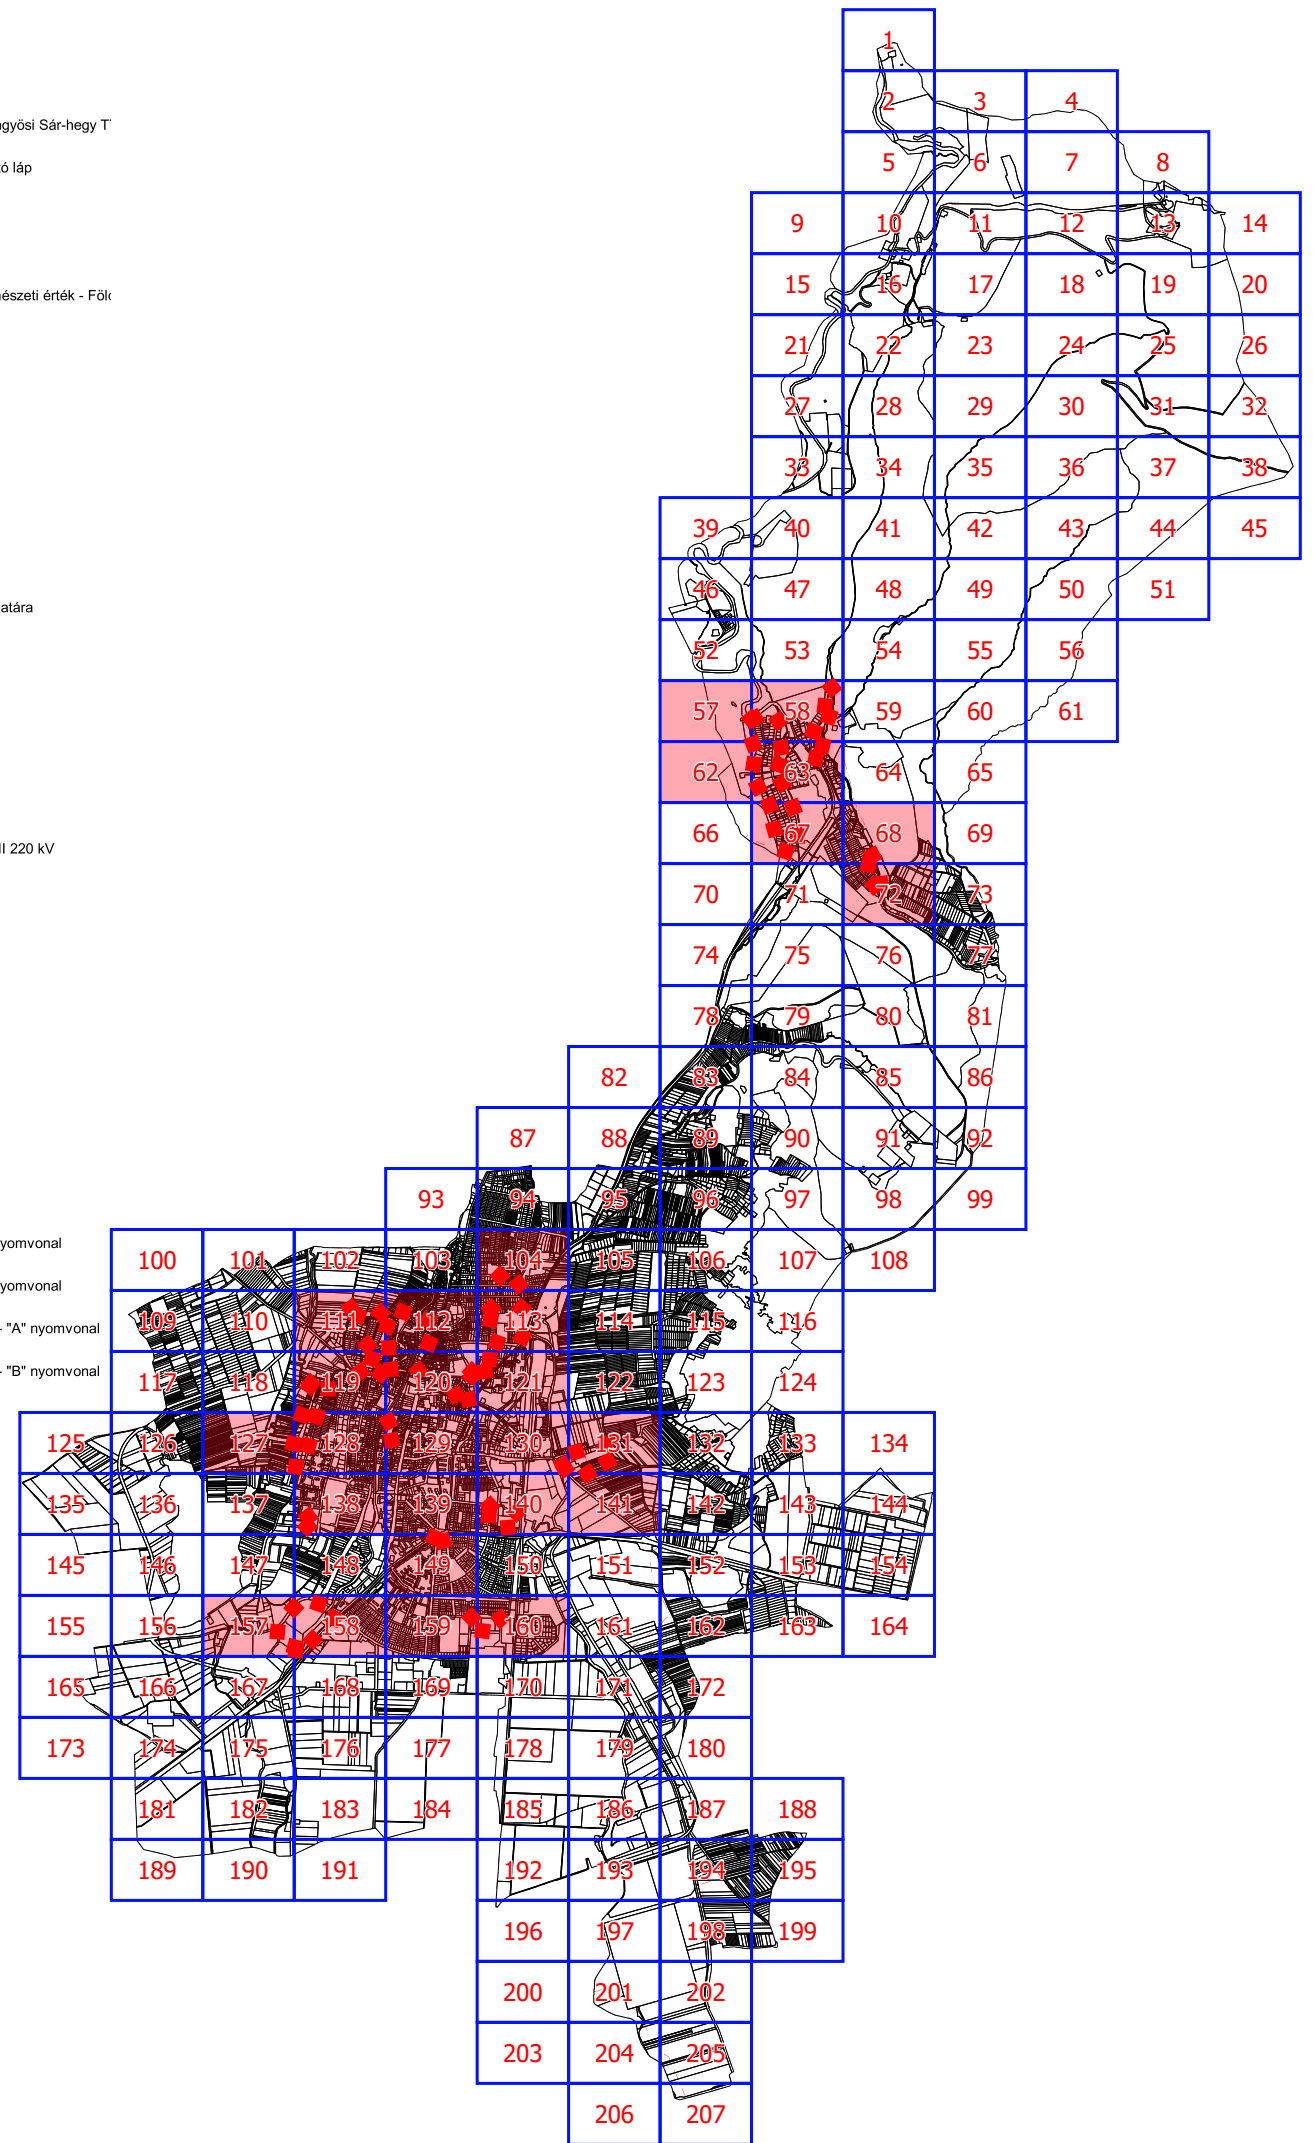 1
2 3 4
ngyösi Sár-hegy T
5 6 7 8
tó láp
9 10 11 12 13 14
15 16 17 18 19 20
nészeti érték - Föl
21 22 23 24 25 26
27 28 29 30 31 32
33 34 35 36 37 38
39 40 41 42 43 44 45
46 47 48 49 50 51
atára
52 53 54 55 56
57 58 59 60 61
62 63 64 65
66 67 68 69
II 220 kV
70 71 72 73
74 75 76 77
78 79 80 81
82 83 84 85 86
87 88 89 90 91 92
93 94 95 96 97 98 99
yomvonal
100 101 102 103 104 105 106 107 108
yomvonal
109 110 111 112 113 114 115 116
- "A" nyomvonal
- "B" nyomvonal
117 118 119 120 121 122 123 124
125 126 127 128 129 130 131 132 133 134
135 136 137 138 139 140 141 142 143 144
145 146 147 148 149 150 151 152 153 154
155 156 157 158 159 160 161 162 163 164
165 166 167 168 169 170 171 172
173 174 175 176 177 178 179 180
181 182 183 184 185 186 187 188
189 190 191 192 193 194 195
196 197 198 199
200 201 202
203 204 205
206 207